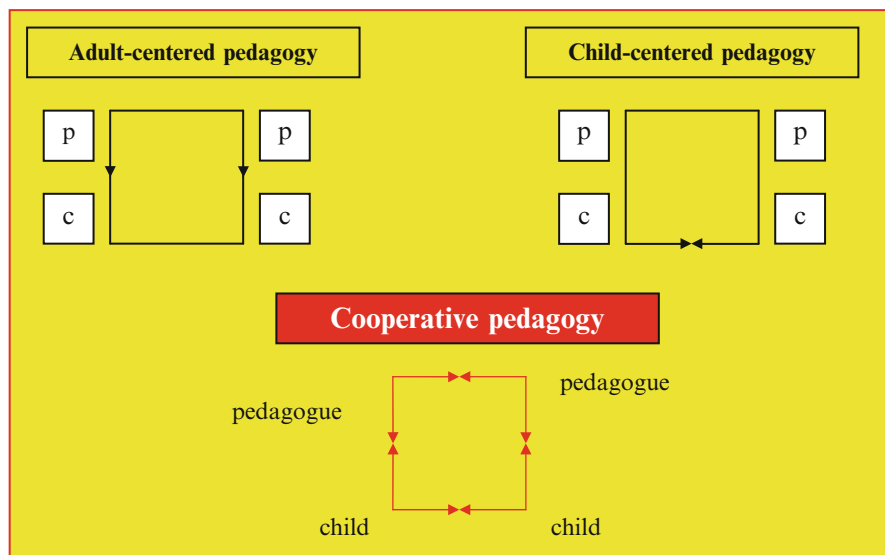 Adult-centered pedagogy
Child-centered pedagogy
p p
p p
c c
c c
Cooperative pedagogy
pedagogue
pedagogue
child child